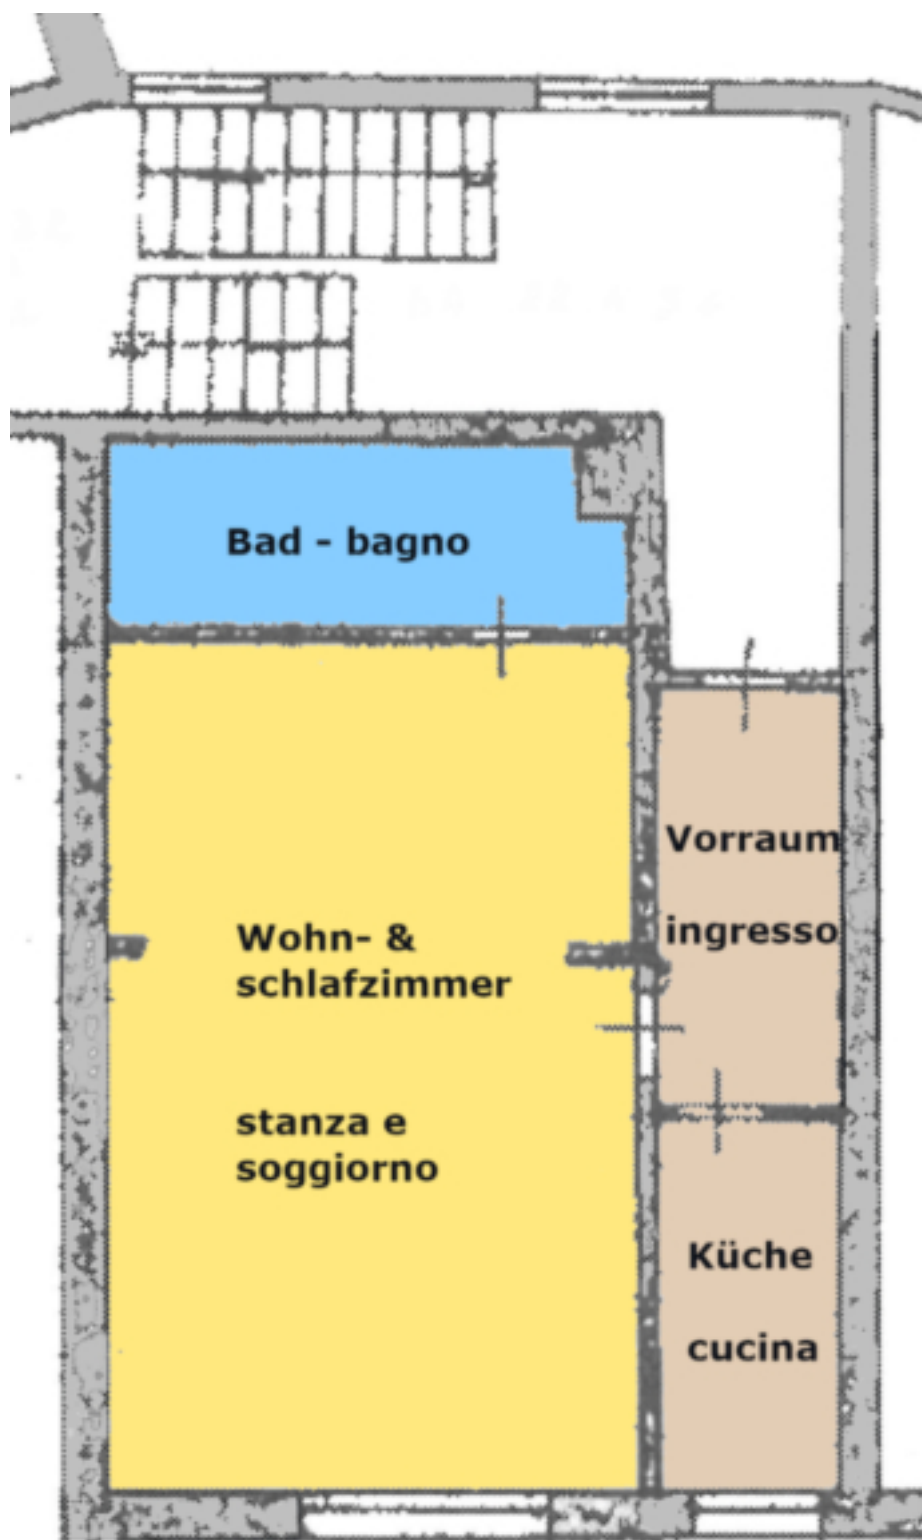 Bad - bagno
Vorraum
ingresso
Wohn- &
schlafzimmer
stanza e
soggiorno
Küche
cucina